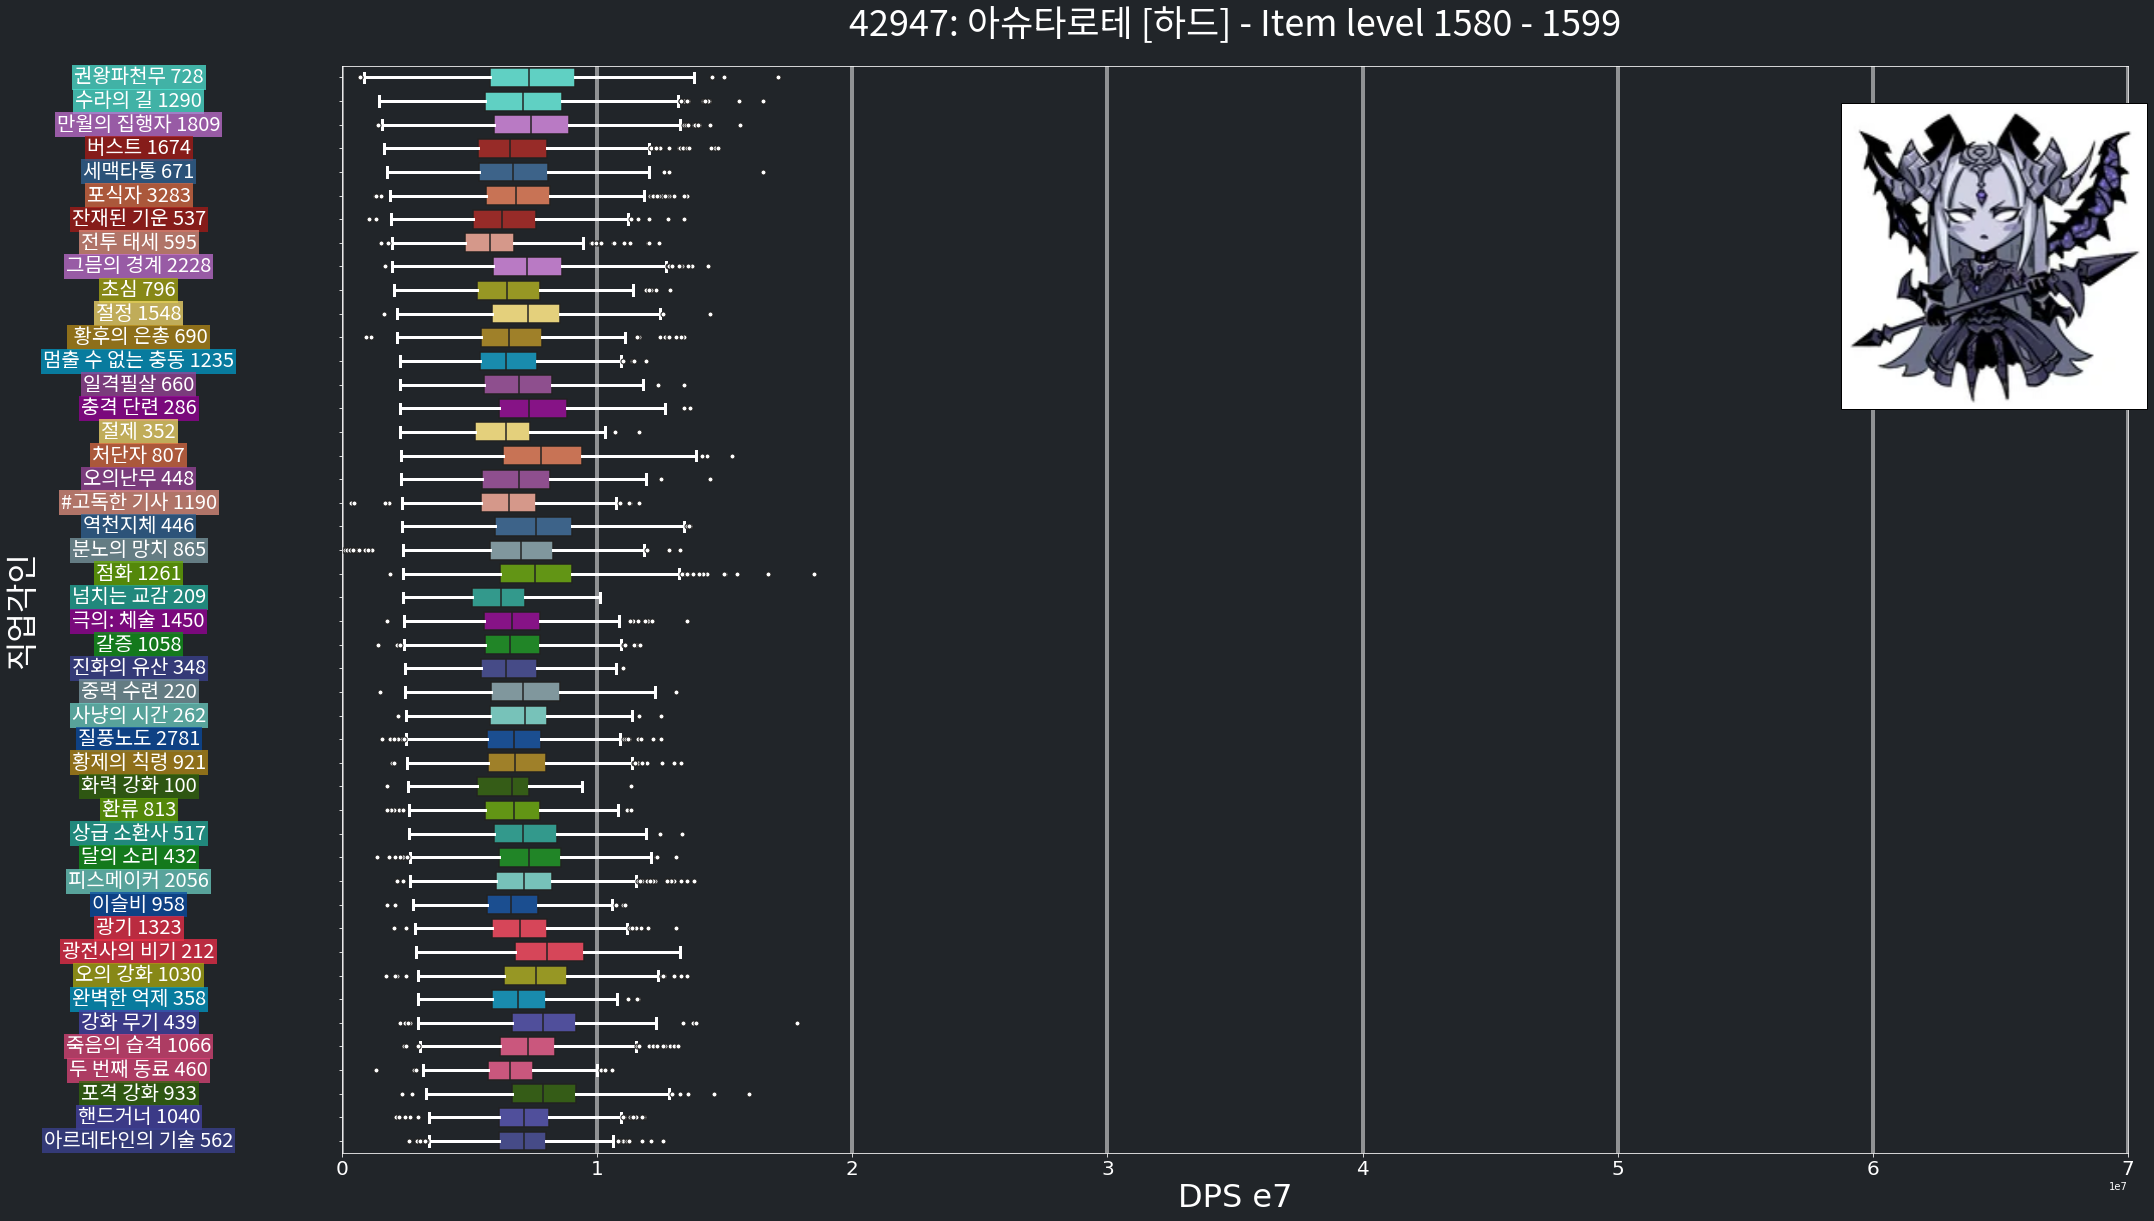 42947: 아슈타로테 [하드] - Item level 1580 - 1599
권왕파천무 728
수라의 길 1290
만월의 집행자 1809
버스트 1674
세맥타통 671
포식자 3283
잔재된 기운 537
전투 태세 595
그믐의 경계 2228
초심 796
절정 1548
황후의 은총 690
멈출 수 없는 충동 1235
일격필살 660
충격 단련 286
절제 352
처단자 807
오의난무 448
#고독한 기사 1190
역천지체 446
분노의 망치 865
점화 1261
넘치는 교감 209
극의: 체술 1450
갈증 1058
진화의 유산 348
중력 수련 220
사냥의 시간 262
질풍노도 2781
황제의 칙령 921
화력 강화 100
환류 813
상급 소환사 517
달의 소리 432
피스메이커 2056
이슬비 958
광기 1323
광전사의 비기 212
오의 강화 1030
완벽한 억제 358
강화 무기 439
죽음의 습격 1066
두 번째 동료 460
포격 강화 933
핸드거너 1040
아르데타인의 기술 562
직업각인
0 1 2 3 4 5 6 7
1e7
DPS e7